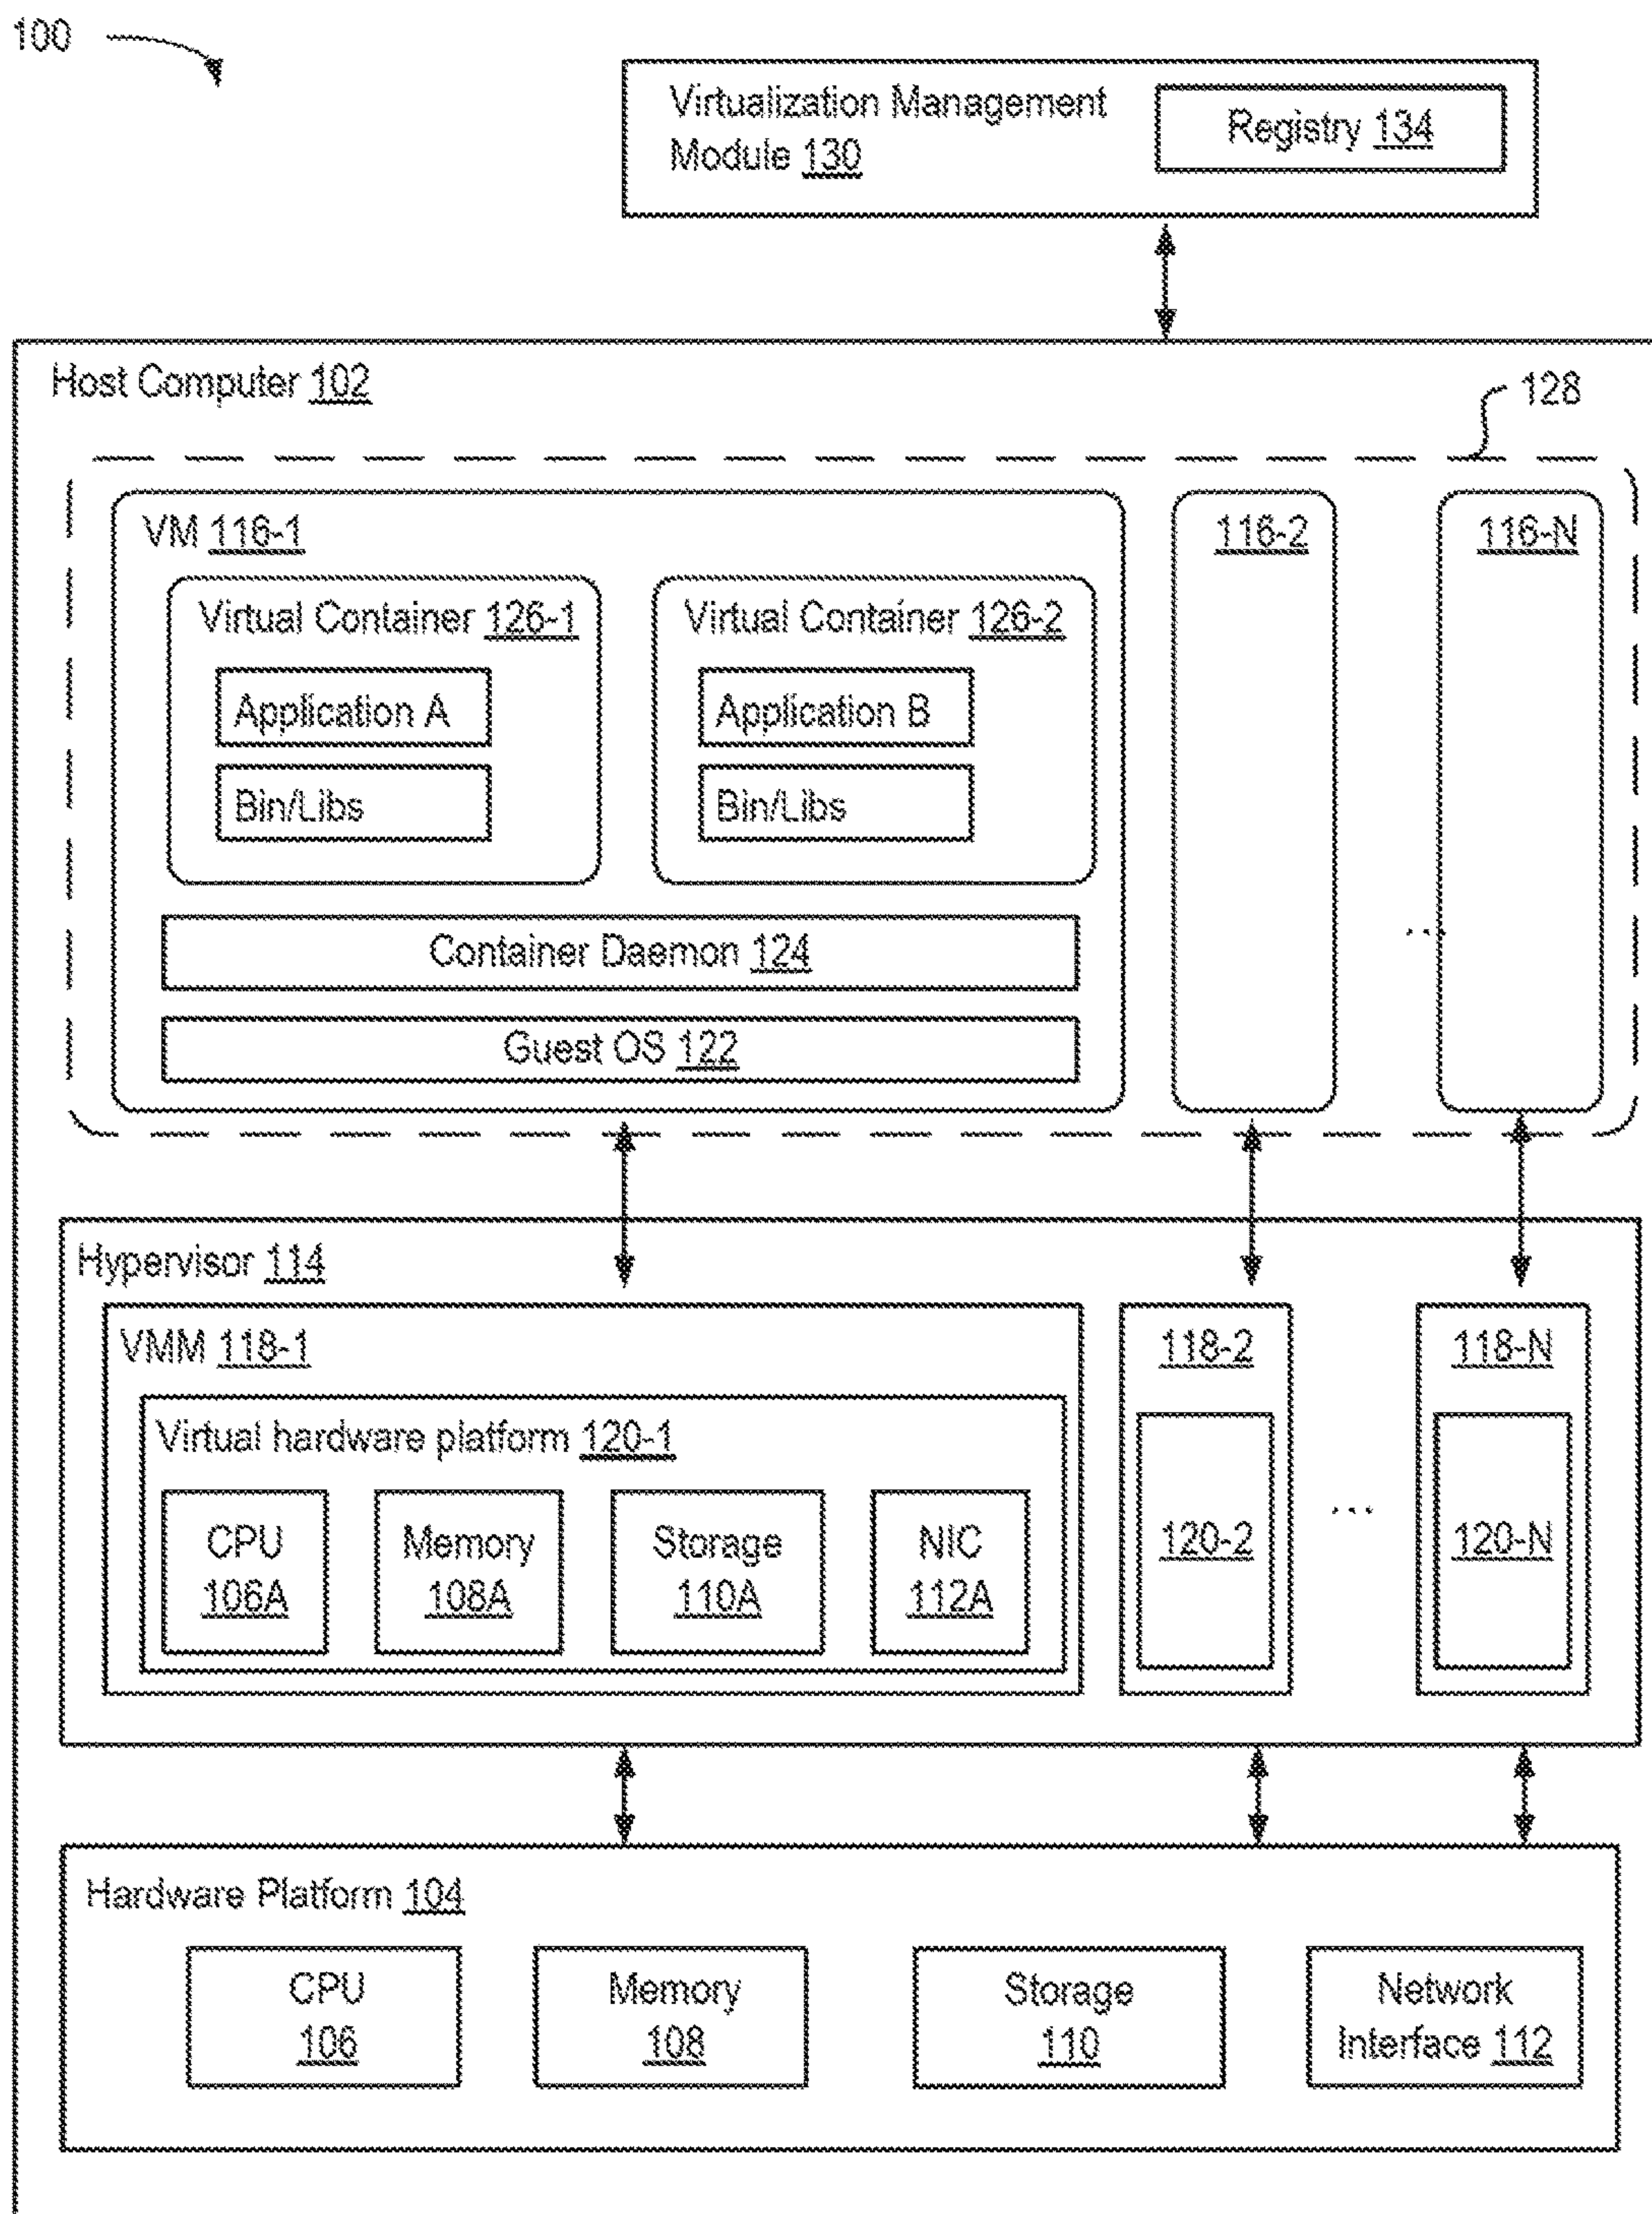 100
Virtualization Management
Module 130
Registry 134
Host Computer 102
128
VM 116-1
116-2
116-N
Virtual Container 126-1
Virtual Container 126-2
Application A
Application B
Bin/Libs
Bin/Libs
...
Container Daemon 124
Guest OS 122
Hypervisor 114
VMM 118-1
118-2
118-N
Virtual hardware platform 120-1
CPU
106A
Memory
108A
Storage
110A
NIC
112A
120-2
...
120-N
Hardware Platform 104
CPU
106
Memory
108
Storage
110
Network
Interface 112